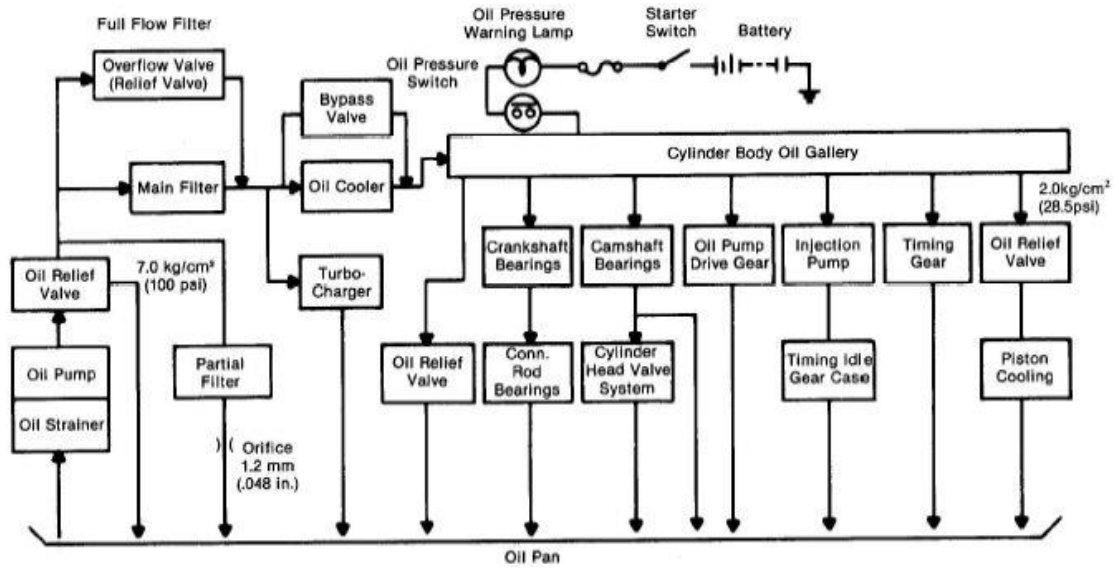 Full Flow Filter
Overflow Valve
(Relief Valve)
Oil Pressure
Warning Lamp
Starter
Switch
Battery
Oil Pressure
Switch
Bypass
Valve
Cylinder Body Oil Gallery
Main Filter
Oil Cooler
2.0kg/cm²
(28.5psi)
Oil Relief
Valve
7.0 kg/cm³
(100 psi)
Turbo-
Charger
Crankshaft
Bearings
Camshaft
Bearings
Oil Pump
Drive Gear
Injection
Pump
Timing
Gear
Oil Relief
Valve
Oil Pump
Partial
Filter
Oil Relief
Valve
Conn.
Rod
Bearings
Cylinder
Head Valve
System
Timing Idle
Gear Case
Piston
Cooling
Oil Strainer
Orifice
1.2 mm
(.048 in.)
Oil Pan